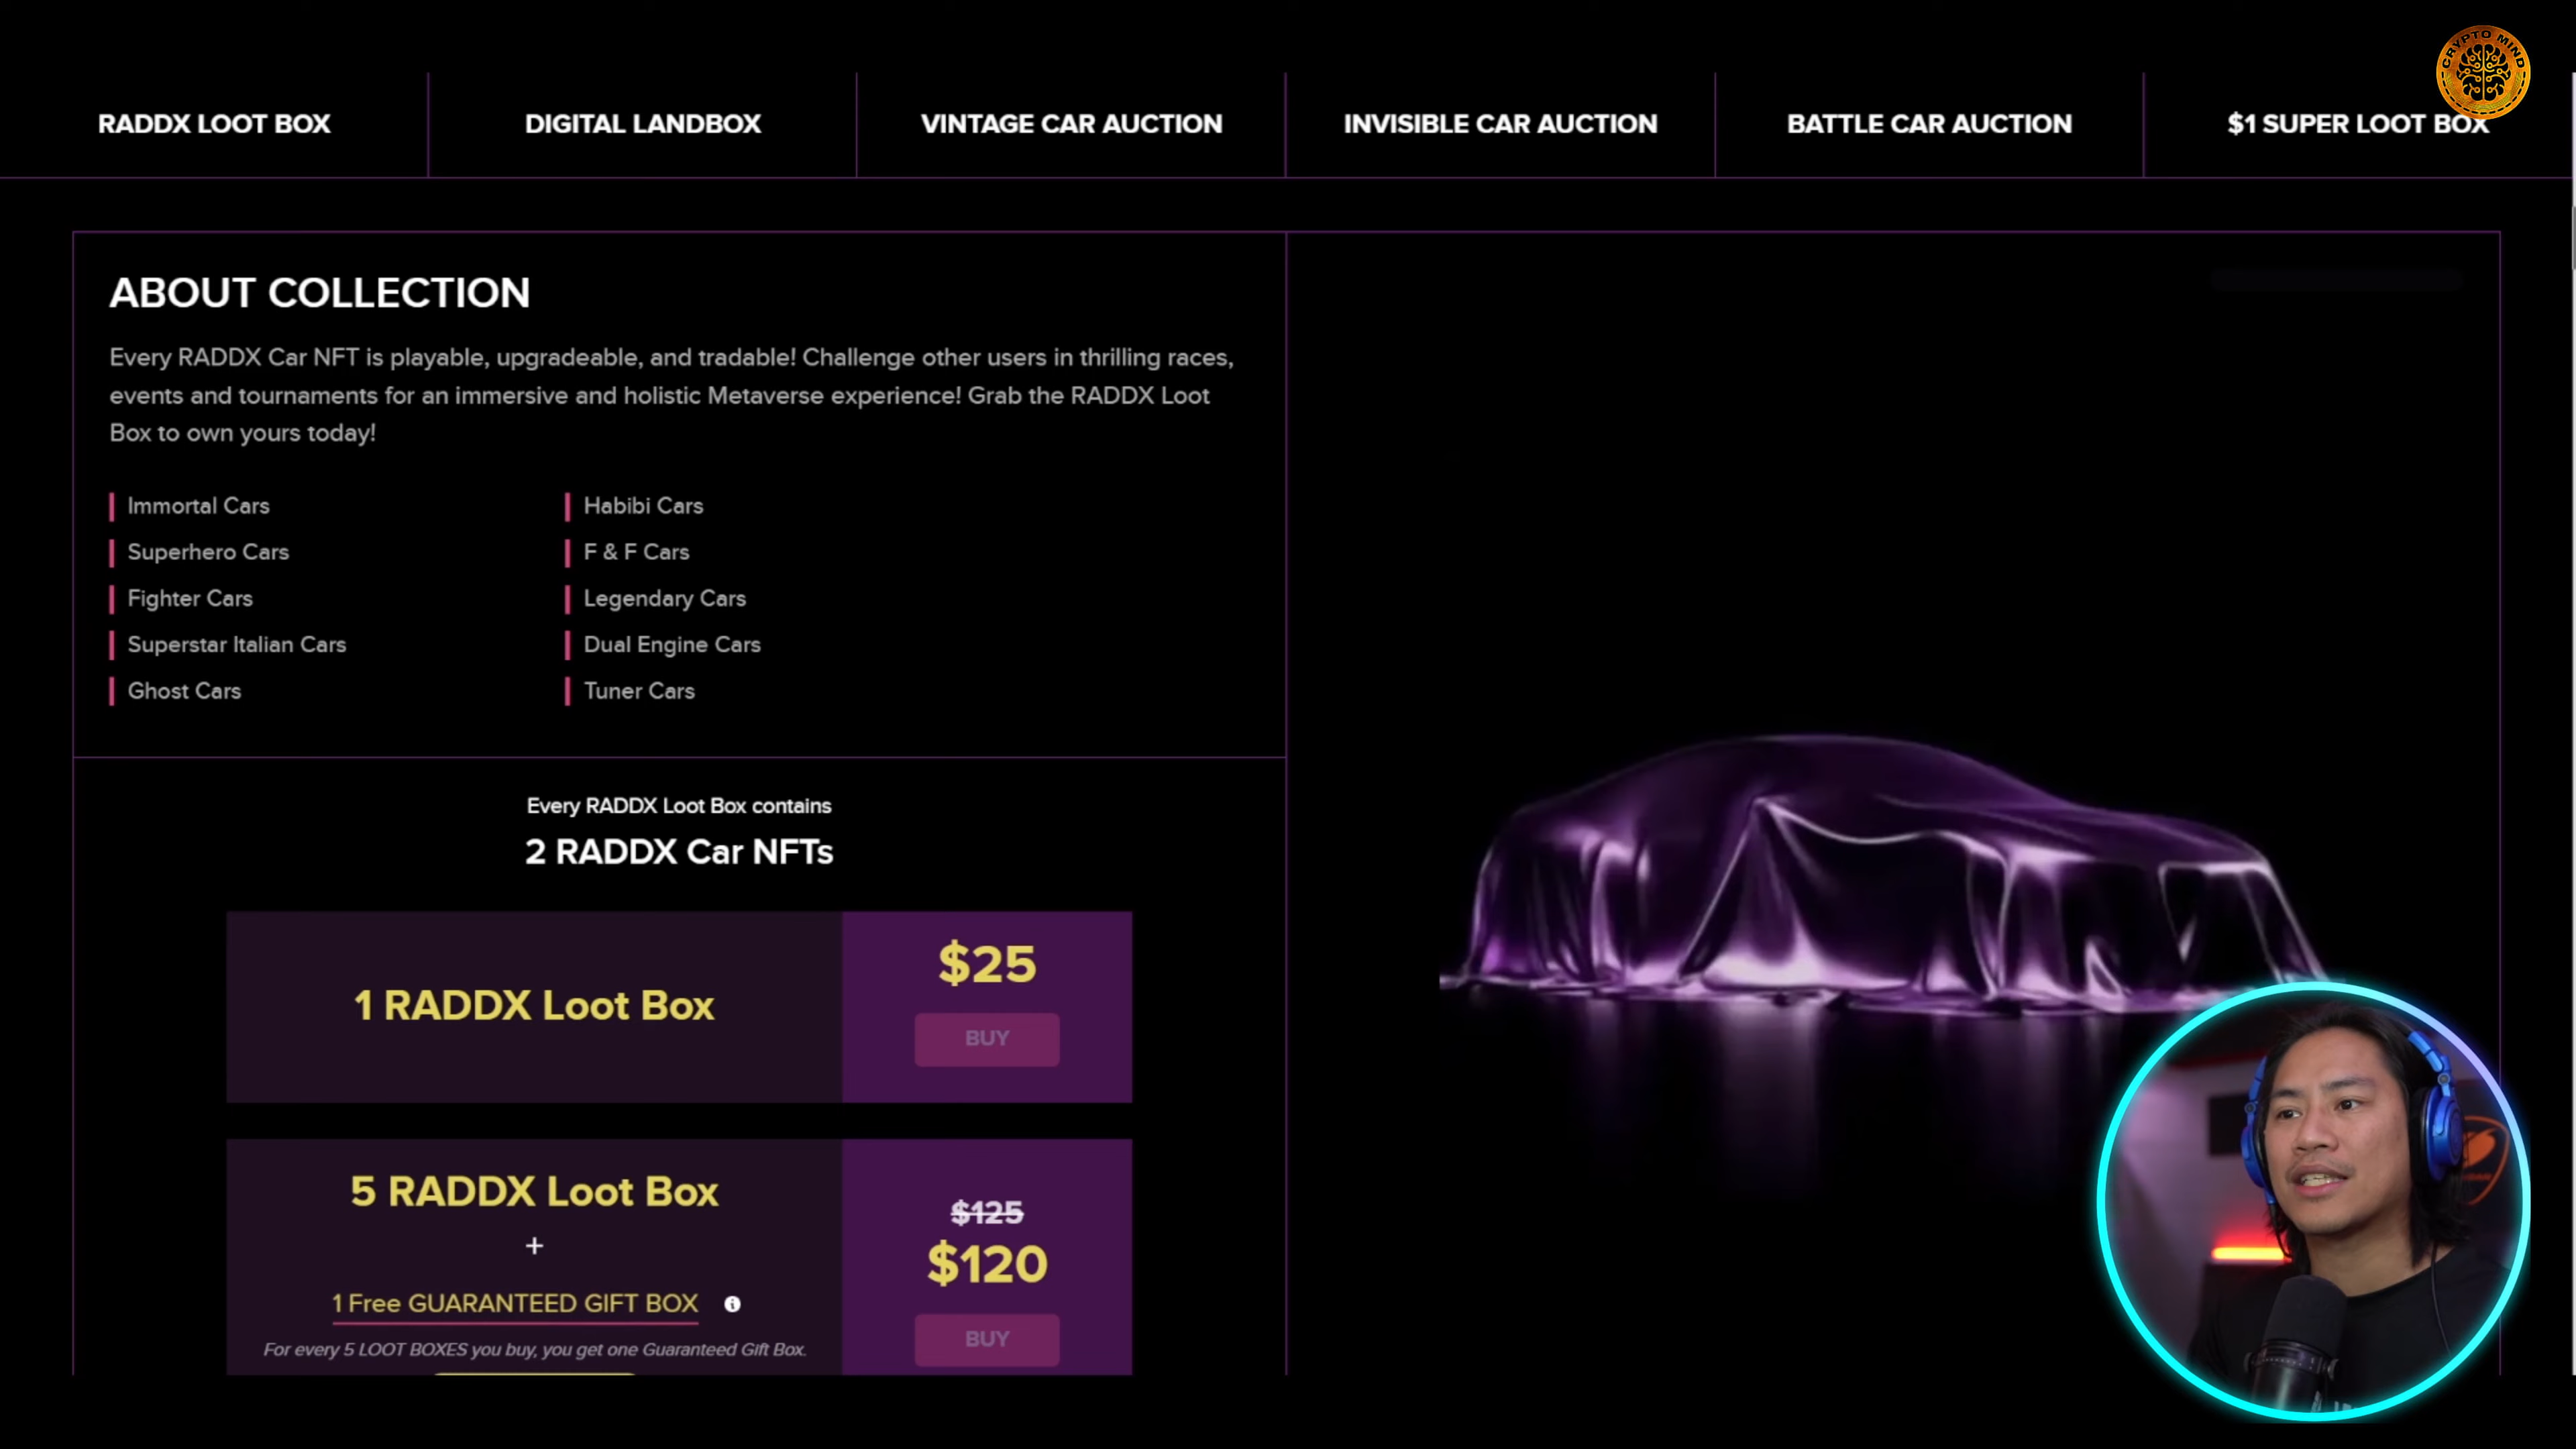 CRYPTO MIND
RADDX LOOT BOX
DIGITAL LANDBOX
VINTAGE CAR AUCTION
INVISIBLE CAR AUCTION
BATTLE CAR AUCTION
$1 SUPER LOOT BOX
ABOUT COLLECTION
Every RADDX Car NFT is playable, upgradeable, and tradable! Challenge other users in thrilling races,
events and tournaments for an immersive and holistic Metaverse experience! Grab the RADDX Loot
Box to own yours today!
Immortal Cars
Superhero Cars
Fighter Cars
Superstar Italian Cars
Ghost Cars
Habibi Cars
F & F Cars
Legendary Cars
Dual Engine Cars
Tuner Cars
Every RADDX Loot Box contains
2 RADDX Car NFTs
1 RADDX Loot Box
$25
BUY
5 RADDX Loot Box
+
1 Free GUARANTEED GIFT BOX
For every 5 LOOT BOXES you buy, you get one Guaranteed Gift Box.
$125
$120
BUY